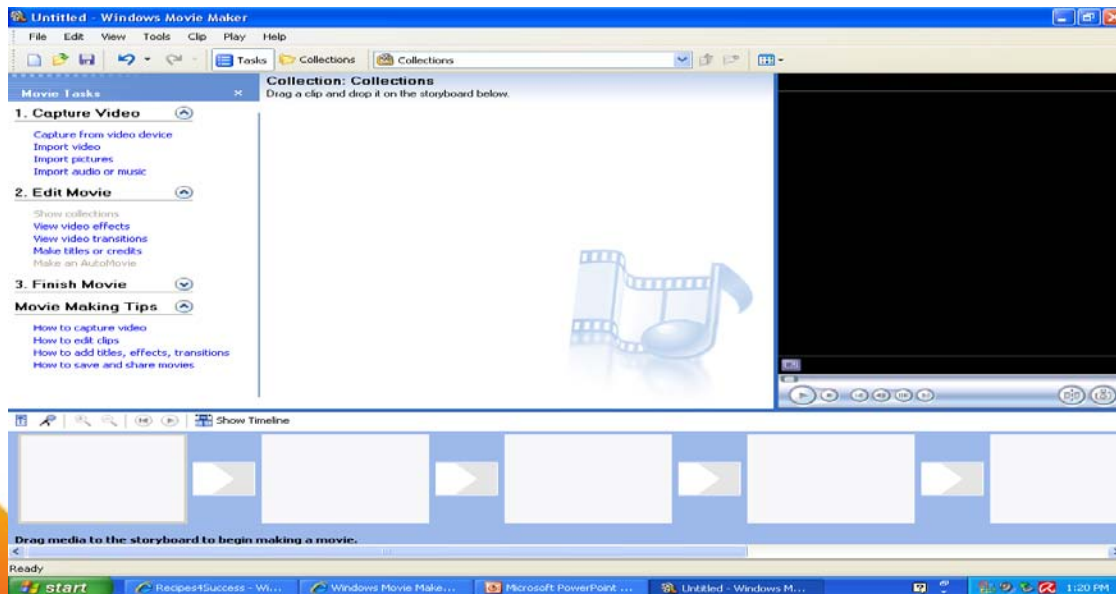 Untitled - Windows Movie Maker
File Edit View Tools Clip Play Help
Tasks Collections Collections
Movie Tasks
Collection: Collections
Drag a clip and drop it on the storyboard below.
1. Capture Video
Capture from video device
Import video
Import pictures
Import audio or music
2. Edit Movie
Show collections
View video effects
View video transitions
Make titles or credits
Make an AutoMovie
3. Finish Movie
Movie Making Tips
How to capture video
How to edit clips
How to add titles, effects, transitions
How to save and share movies
Show Timeline
Drag media to the storyboard to begin making a movie.
Ready
start Recipes4Success - Wi... Windows Movie Make... Microsoft PowerPoint ... Untitled - Windows M... 1:20 PM